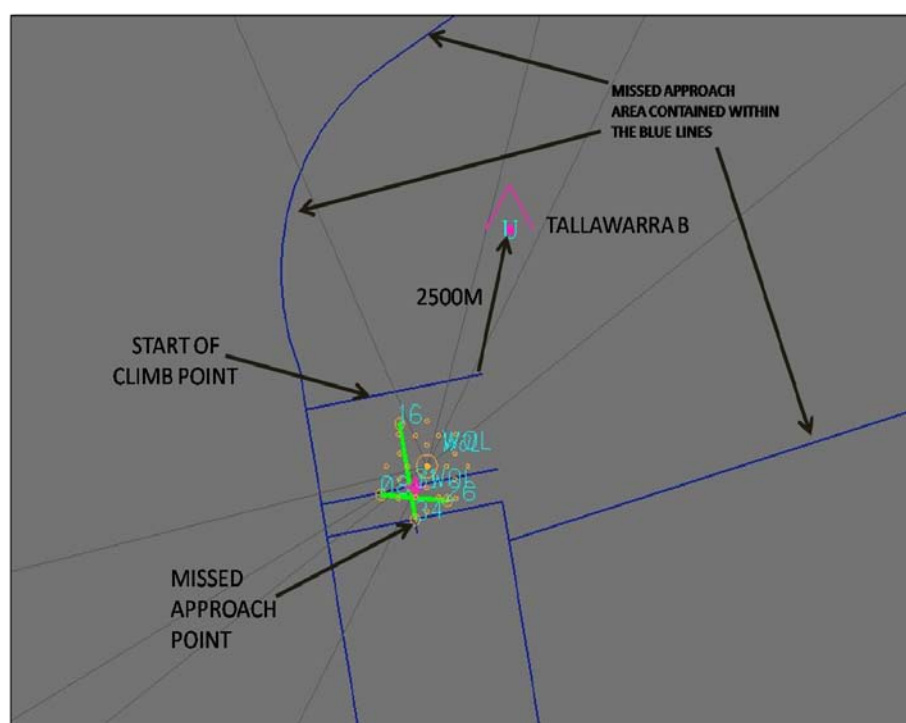 MISSED APPROACH
AREA CONTAINED WITHIN
THE BLUE LINES
U
TALLAWARRA B
2500M
START OF
CLIMB POINT
16
26
34
MISSED
APPROACH
POINT